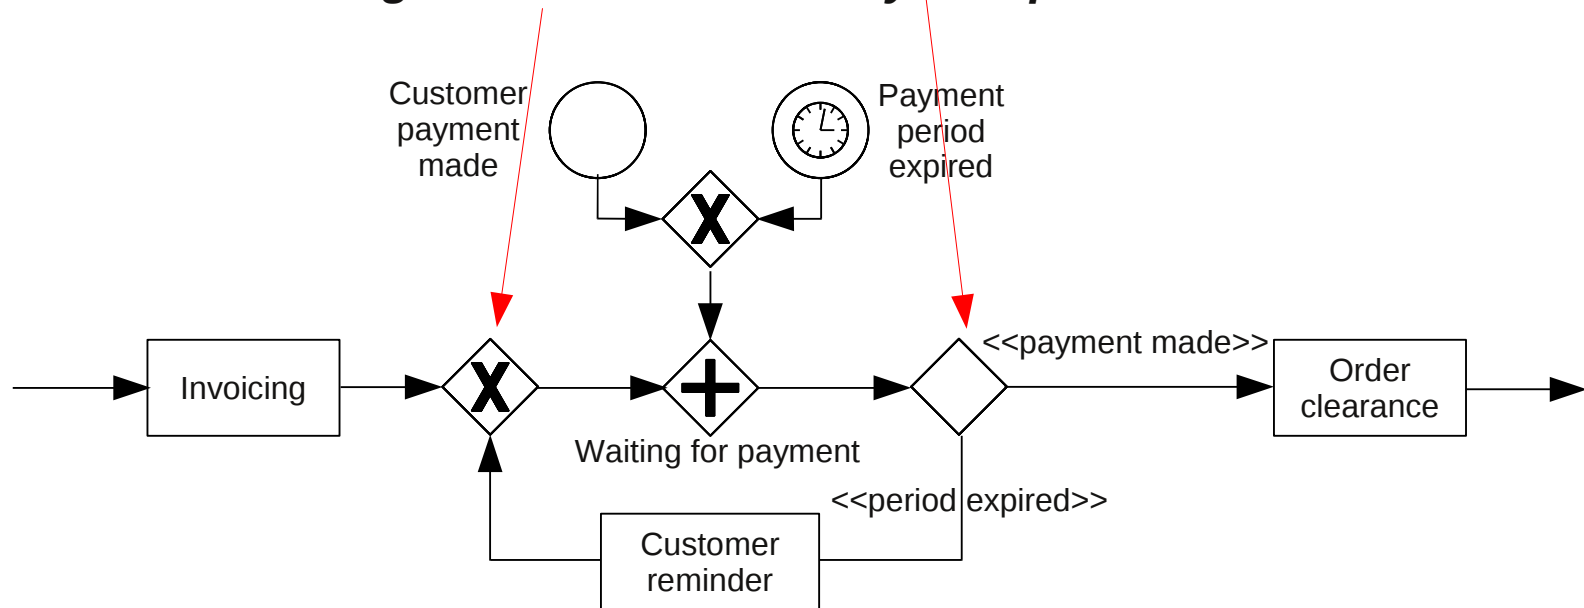 Customer
payment
made
Payment
period
expired
X
<<payment made>>
Invoicing
X
Order
clearance
Waiting for payment
<<period expired>>
Customer
reminder